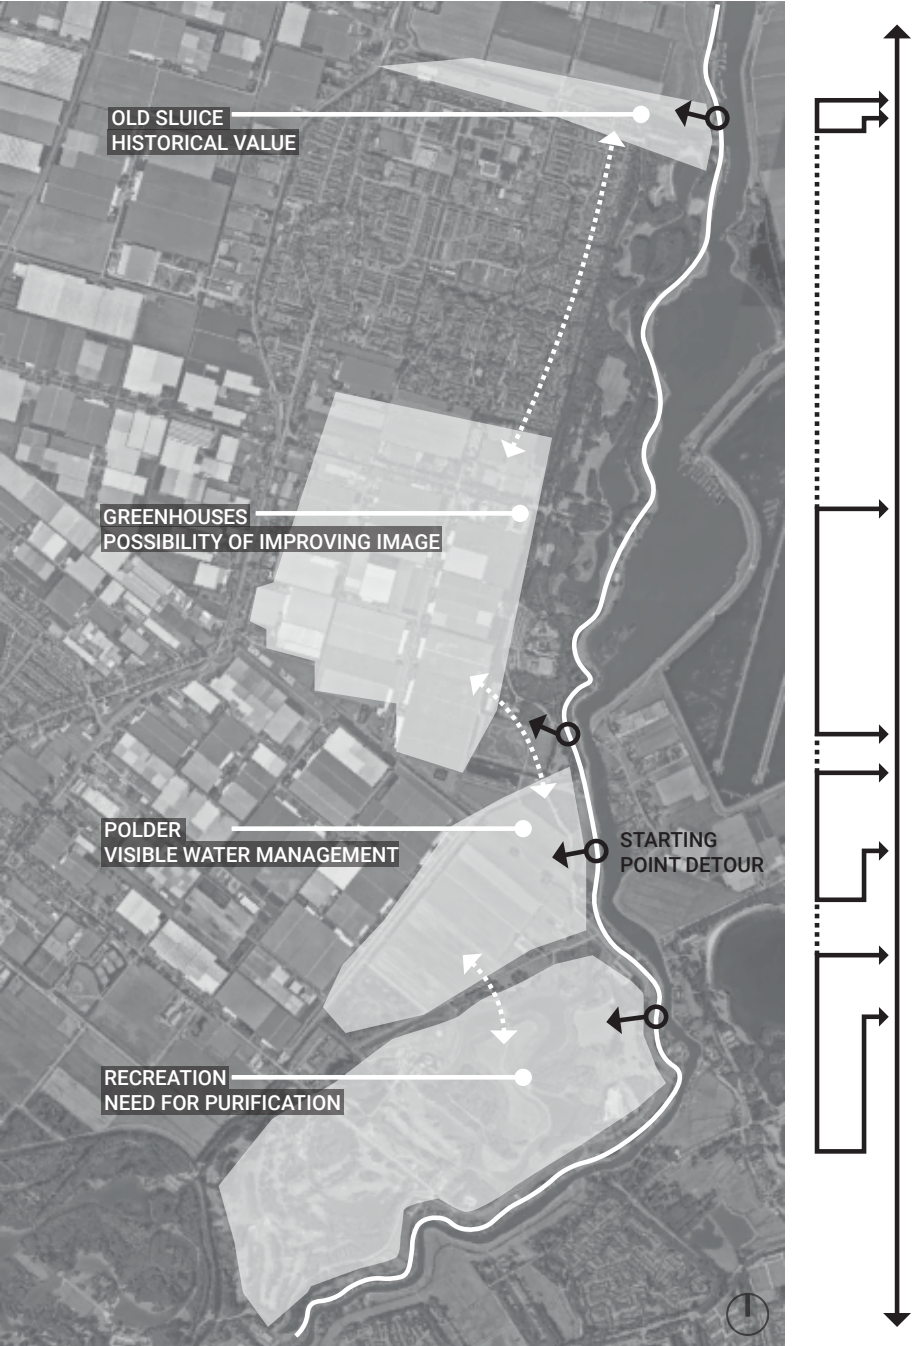 OLD SLUICE
HISTORICAL VALUE
GREENHOUSES
POSSIBILITY OF IMPROVING IMAGE
POLDER
VISIBLE WATER MANAGEMENT
STARTING
POINT DETOUR
RECREATION
NEED FOR PURIFICATION